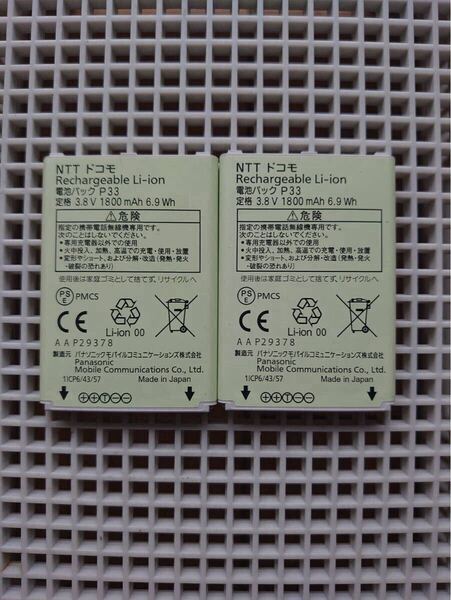 NTT ドコモ
Rechargeable Li-ion
電池パック P33
定格 3.8 V 1800 mAh 6.9 Wh
⚠危険
指定の携帯電話無線機専用です。
次のことはしないでください。
•専用充電器以外での使用
•火中投入、加熱、高温での充電・使用・放置
•変形やショート、および分解・改造(発熱・発火
・破裂の恐れあり)
使用後は家庭ゴミとして捨てず、リサイクルへ
PSE PMCS
CE
Li-ion 00
AAP29378
製造元 パナソニックモバイルコミュニケーションズ株式会社
Panasonic
Mobile Communications Co., Ltd.
1ICP6/43/57 Made in Japan
⊕⊕T⊖⊖
NTT ドコモ
Rechargeable Li-ion
電池パック P33
定格 3.8 V 1800 mAh 6.9 Wh
⚠危険
指定の携帯電話無線機専用です。
次のことはしないでください。
•専用充電器以外での使用
•火中投入、加熱、高温での充電・使用・放置
•変形やショート、および分解・改造(発熱・発火
・破裂の恐れあり)
使用後は家庭ゴミとして捨てず、リサイクルへ
PSE PMCS
CE
Li-ion 00
AAP29378
製造元 パナソニックモバイルコミュニケーションズ株式会社
Panasonic
Mobile Communications Co., Ltd.
1ICP6/43/57 Made in Japan
⊕⊕T⊖⊖